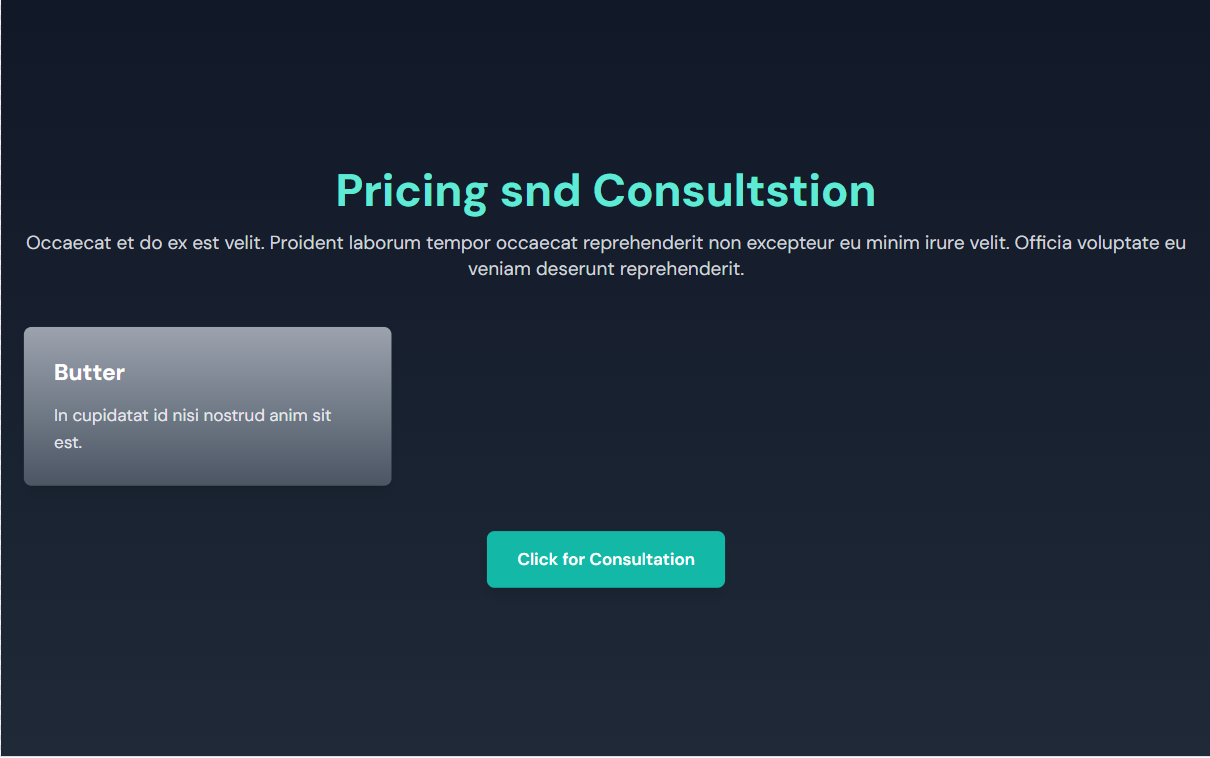 Pricing snd Consultstion
Occaecat et do ex est velit. Proident laborum tempor occaecat reprehenderit non excepteur eu minim irure velit. Officia voluptate eu
veniam deserunt reprehenderit.
Butter
In cupidatat id nisi nostrud anim sit
est.
Click for Consultation